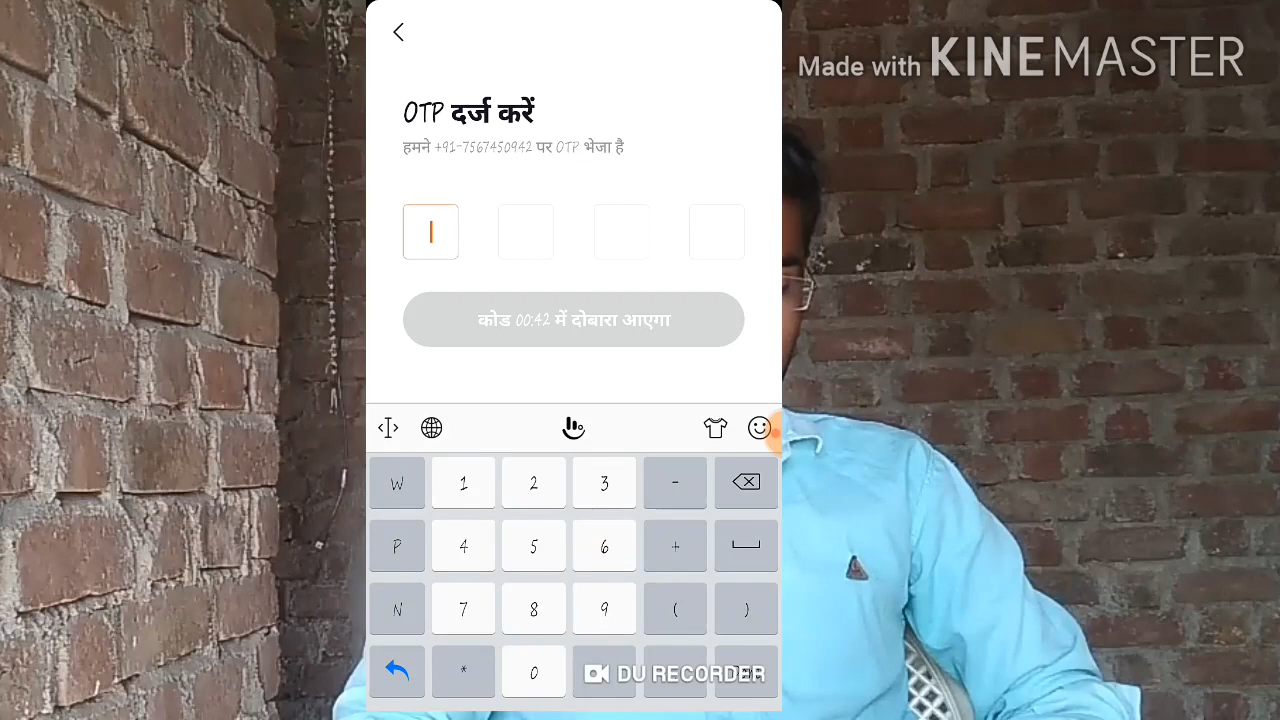 Made with KINEMASTER
OTP दर्ज करें
हमने +91-7567450942 पर OTP भेजा है
कोड 00:42 में दोबारा आएगा
W 1 2 3 -
P 4 5 6 +
N 7 8 9 ( )
* 0
DU RECORDER